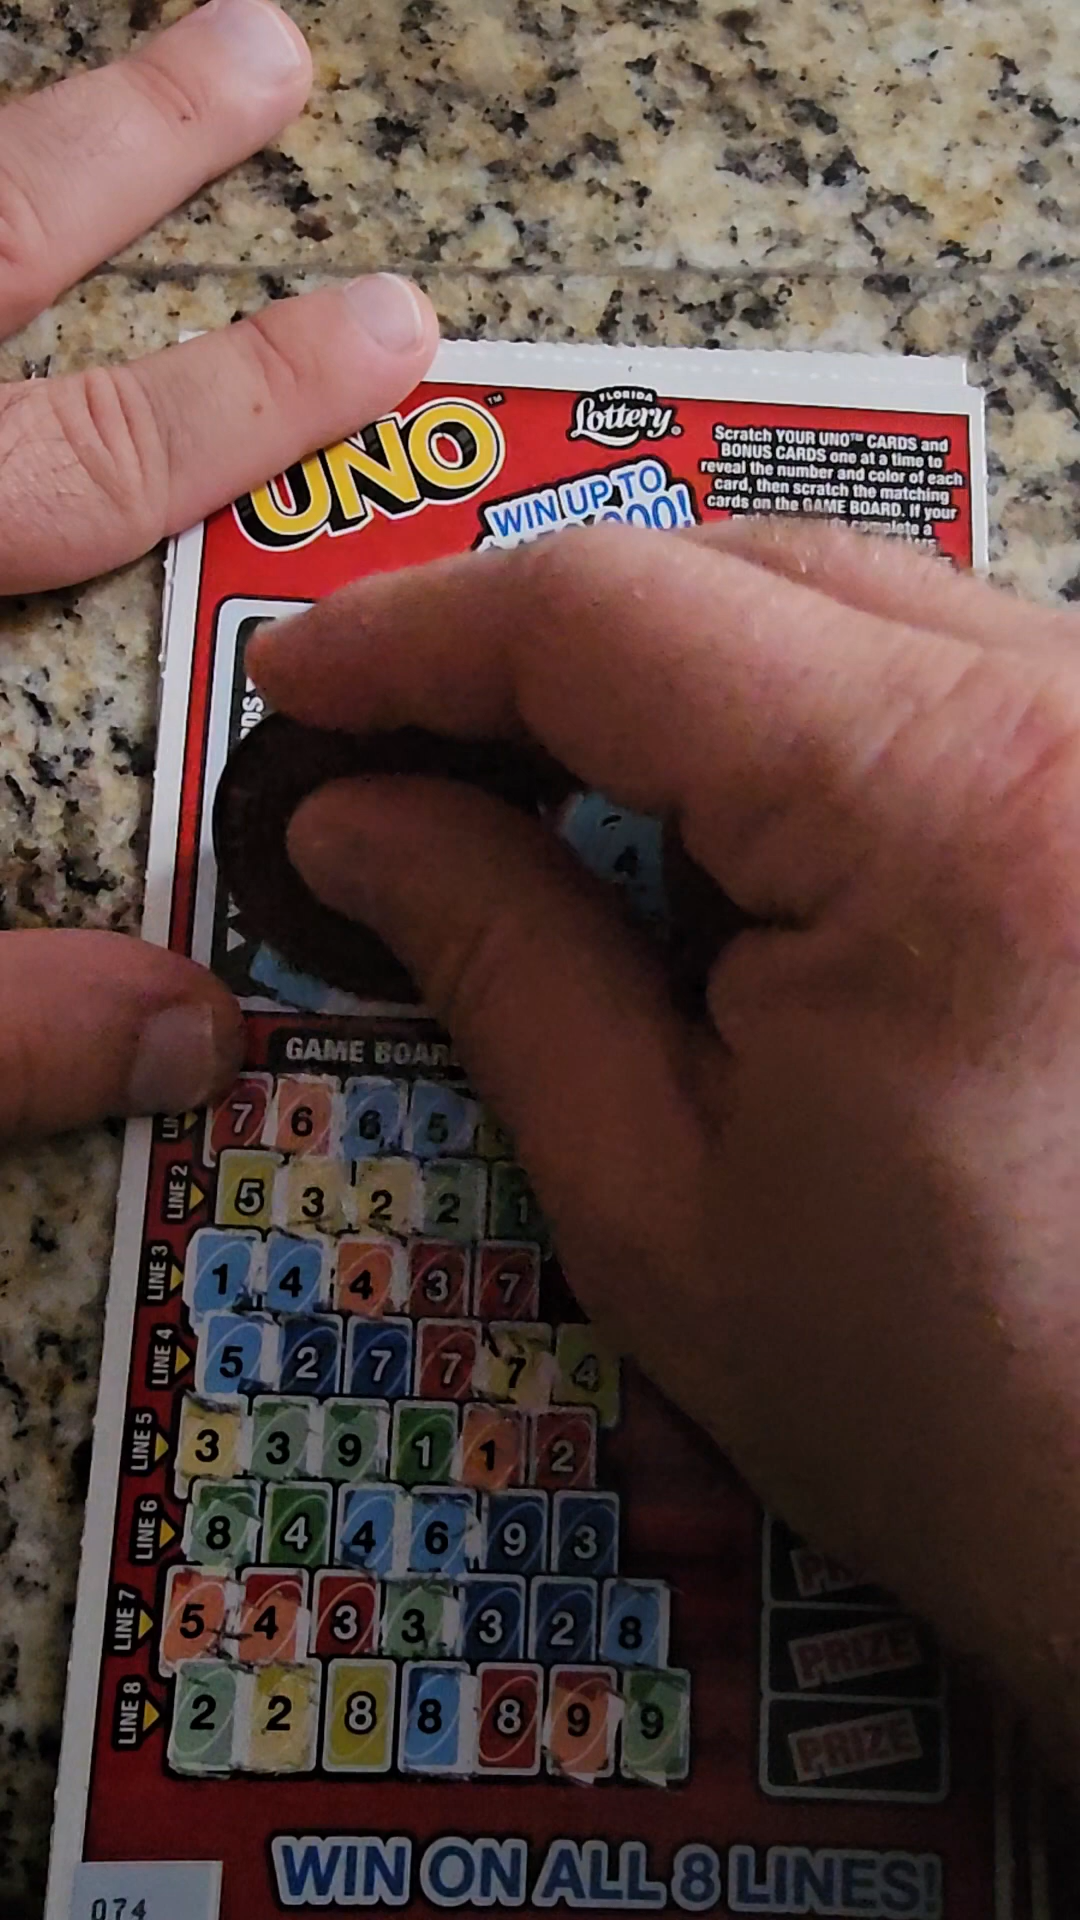 UNO™
FLORIDA
Lottery
WIN UP TO
000!
Scratch YOUR UNO™ CARDS and
BONUS CARDS one at a time to
reveal the number and color of each
card, then scratch the matching
cards on the GAME BOARD. If your
complete a
GAME BOARD
7 6 6 5
LINE 2 5 3 2 2 1
LINE 3 1 4 4 3 7
LINE 4 5 2 7 7 7 4
LINE 5 3 3 9 1 1 2
LINE 6 8 4 4 6 9 3
LINE 7 5 4 3 3 3 2 8
PRIZE
LINE 8 2 2 8 8 8 9 9
PRIZE
WIN ON ALL 8 LINES!
074